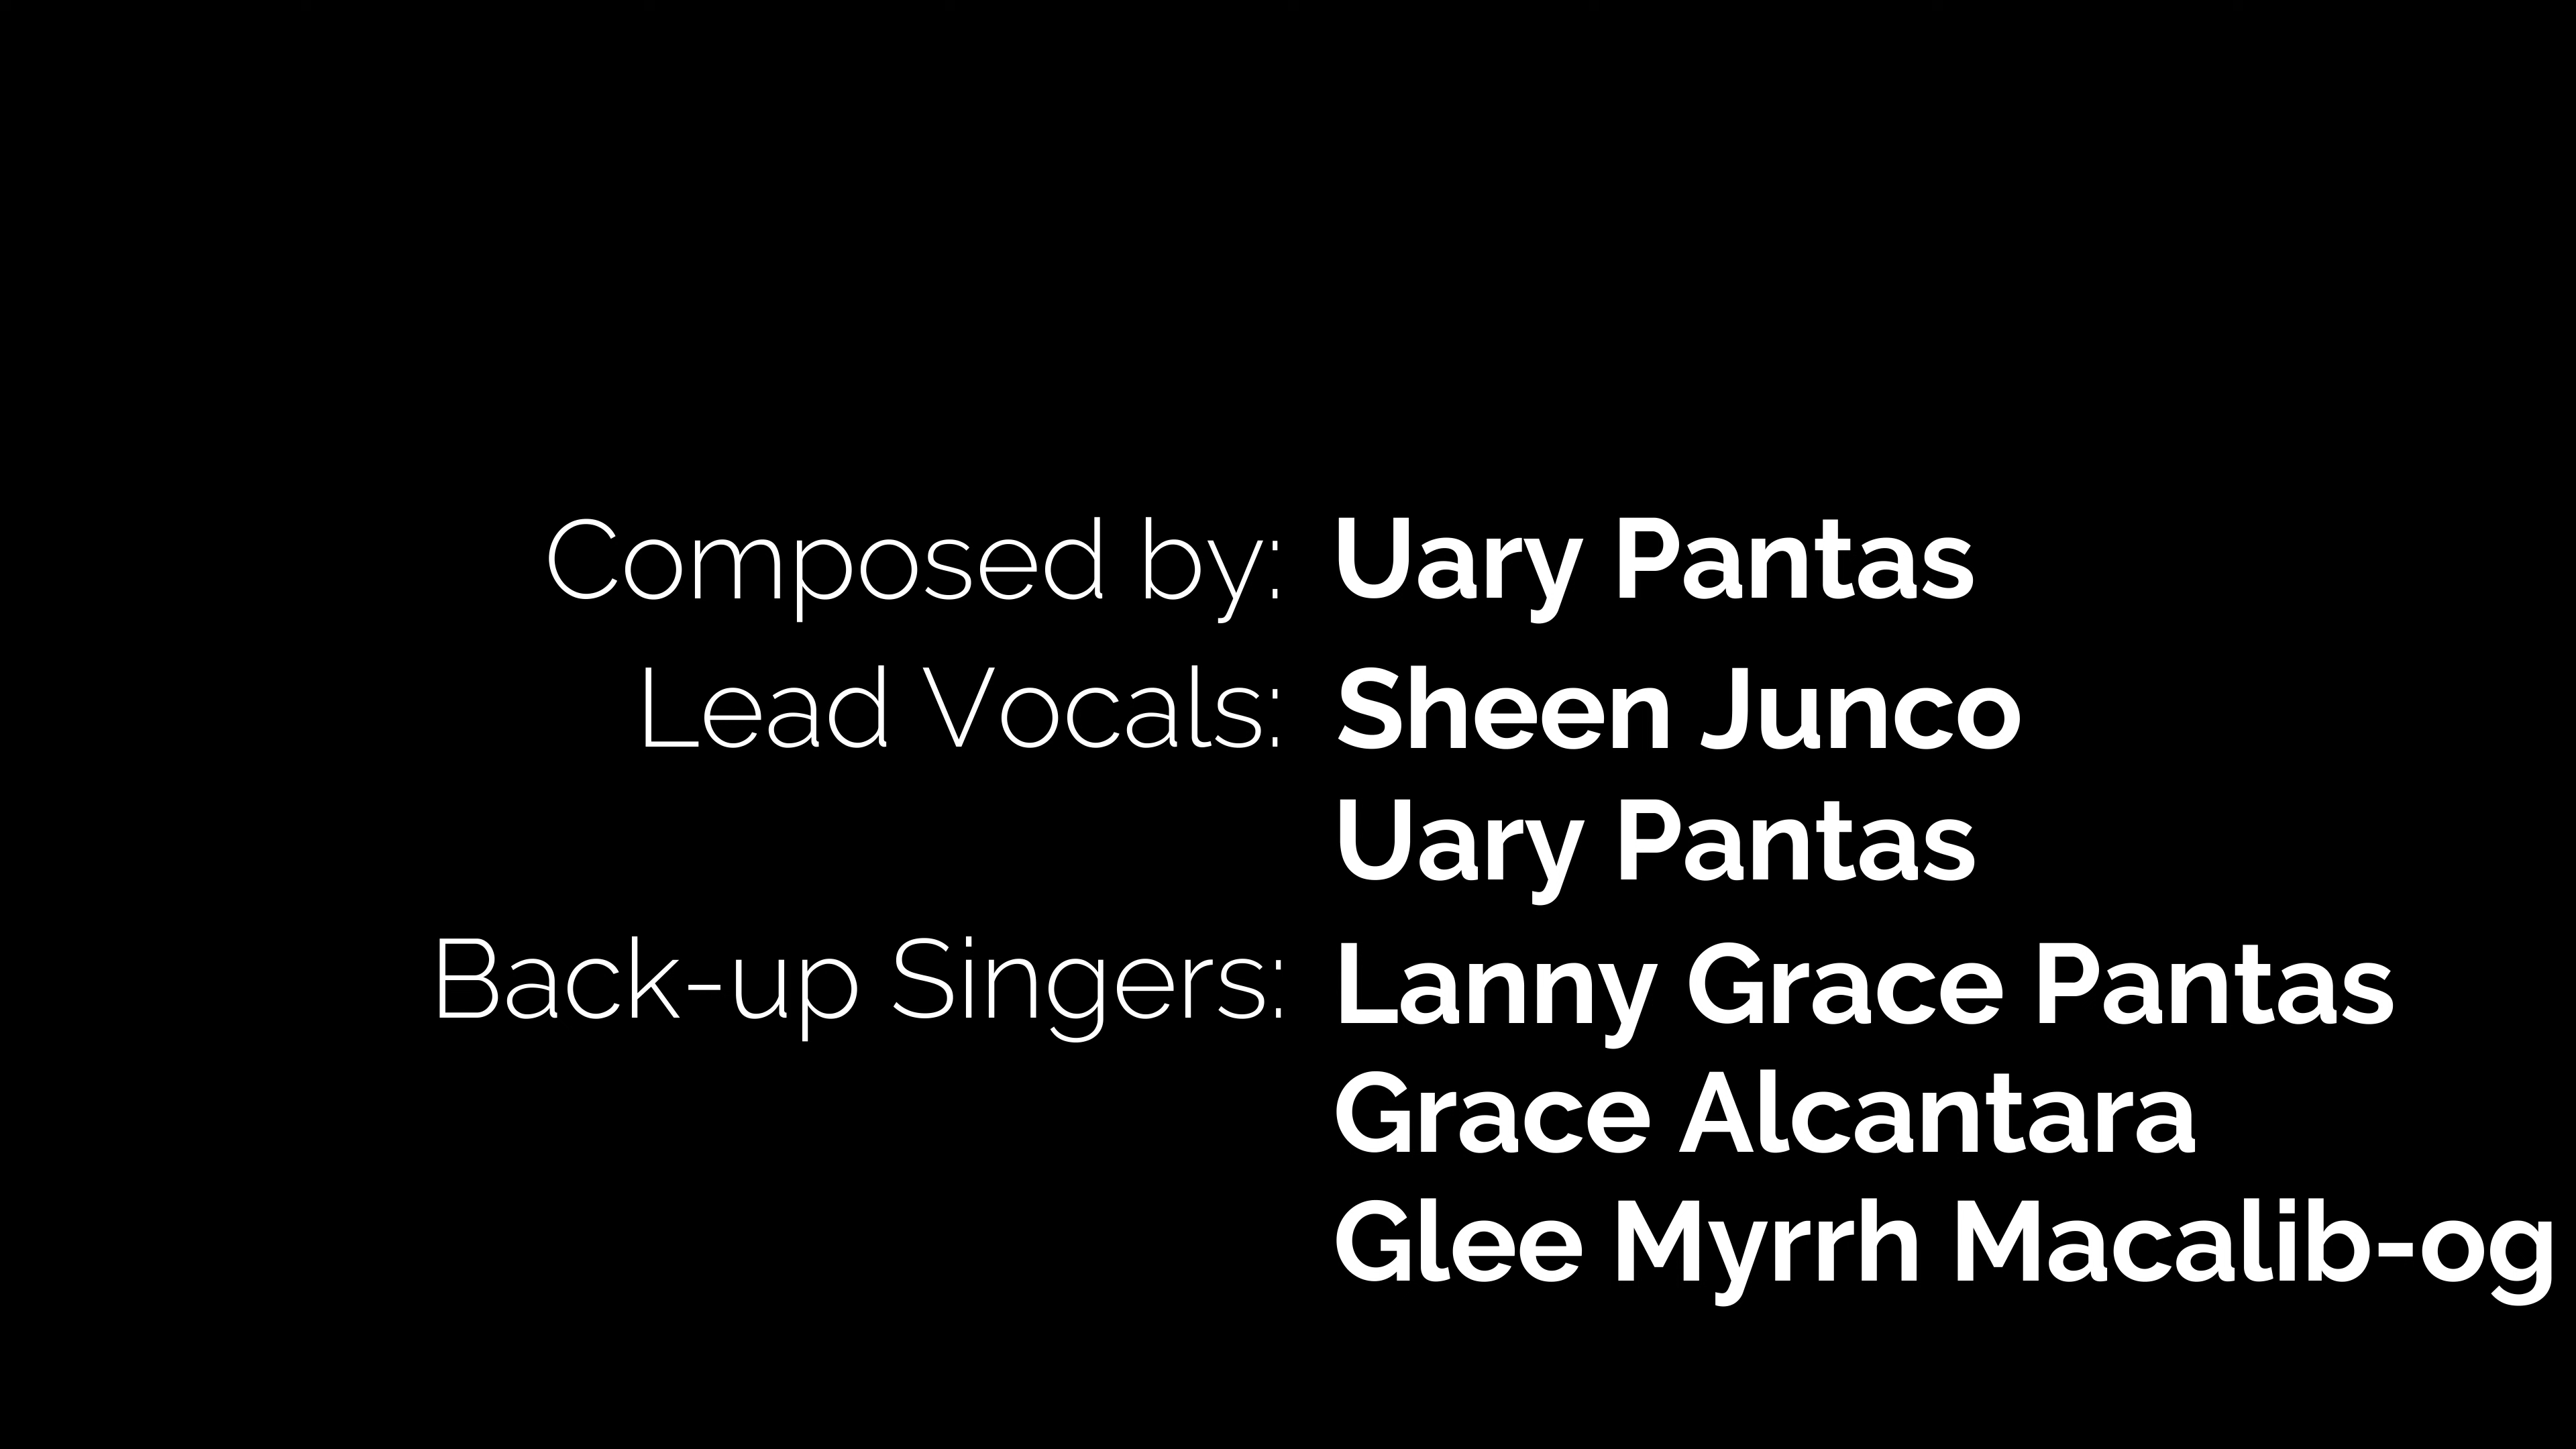 Composed by: Uary Pantas
Lead Vocals: Sheen Junco
Uary Pantas
Back-up Singers: Lanny Grace Pantas
Grace Alcantara
Glee Myrrh Macalib-og